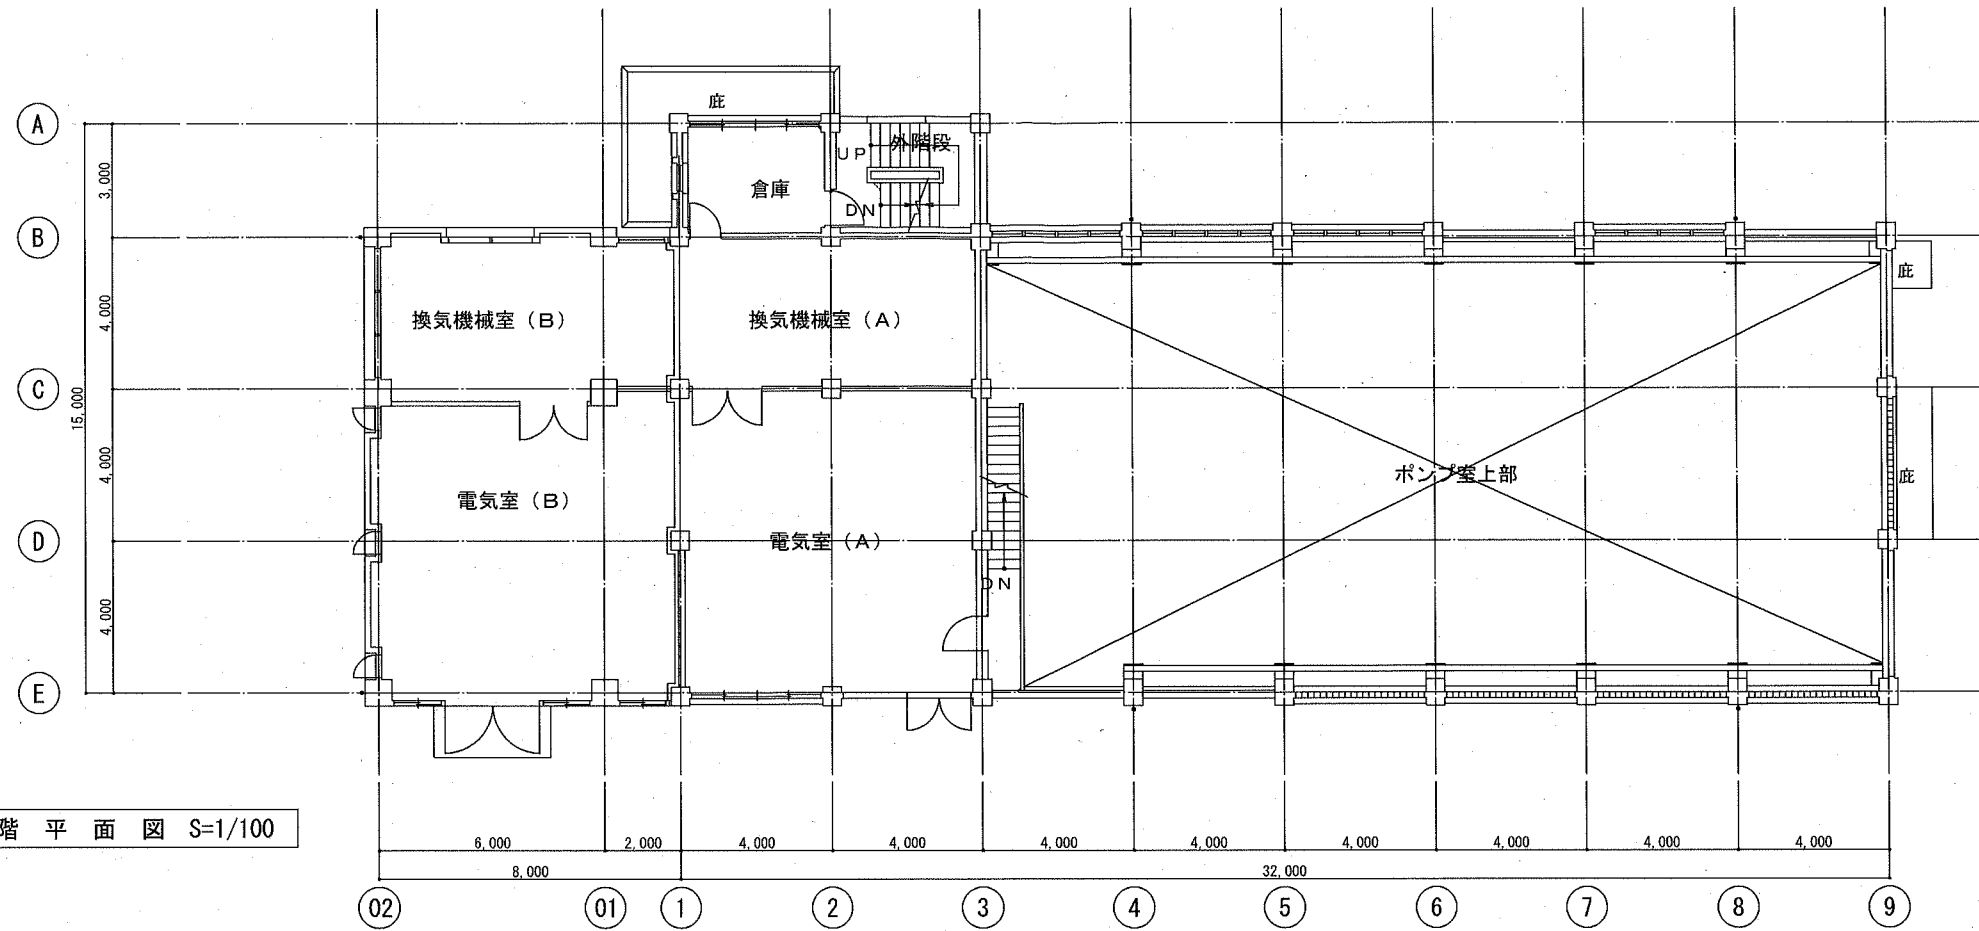 庇
A
外階段
UP
3,000
倉庫
DN
B
庇
4,000
換気機械室（B）
換気機械室（A）
C
15,000
4,000
ポンプ室上部
庇
電気室（B）
D
電気室（A）
DN
4,000
E
階 平 面 図 S=1/100
6,000
2,000
4,000
4,000
4,000
4,000
4,000
4,000
4,000
4,000
8,000
32,000
02
01
1
2
3
4
5
6
7
8
9